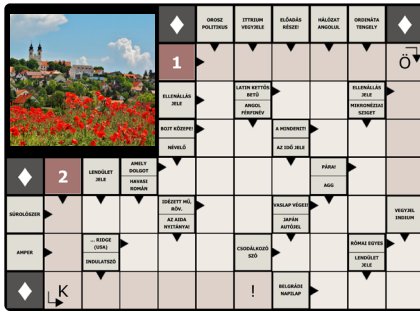 OROSZ
POLITIKUS
ITTRIUM
VEGYJELE
ELŐADÁS
RÉSZE!
HÁLÓZAT
ANGOLUL
ORDINÁTA
TENGELY
1
Ö
ELLENÁLLÁS
JELE
LATIN KETTŐS
BETŰ
ANGOL
FÉRFINÉV
ELLENÁLLÁS
JELE
MIKRONÉZIAI
SZIGET
BOJT KÖZEPE!
NÉVELŐ
A MINDENIT!
AZ IDŐ JELE
2
LENDÜLET
JELE
AMELY
DOLGOT
HAVASI
ROMÁN
PÁRA!
AGG
SÚROLÓSZER
IDÉZETT MŰ,
RÖV.
AZ AIDA
NYITÁNYA!
VASLAP VÉGEI!
JAPÁN
AUTÓJEL
VEGYJEL
INDIUM
AMPER
... RIDGE
(USA)
INDULATSZÓ
CSODÁLKOZÓ
SZÓ
RÓMAI EGYES
LENDÜLET
JELE
K
!
BELGRÁDI
NAPILAP